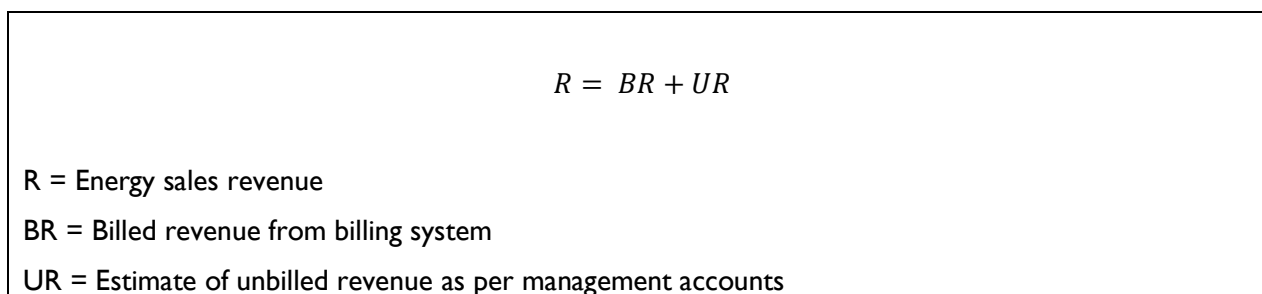 R = BR + UR
R = Energy sales revenue
BR = Billed revenue from billing system
UR = Estimate of unbilled revenue as per management accounts